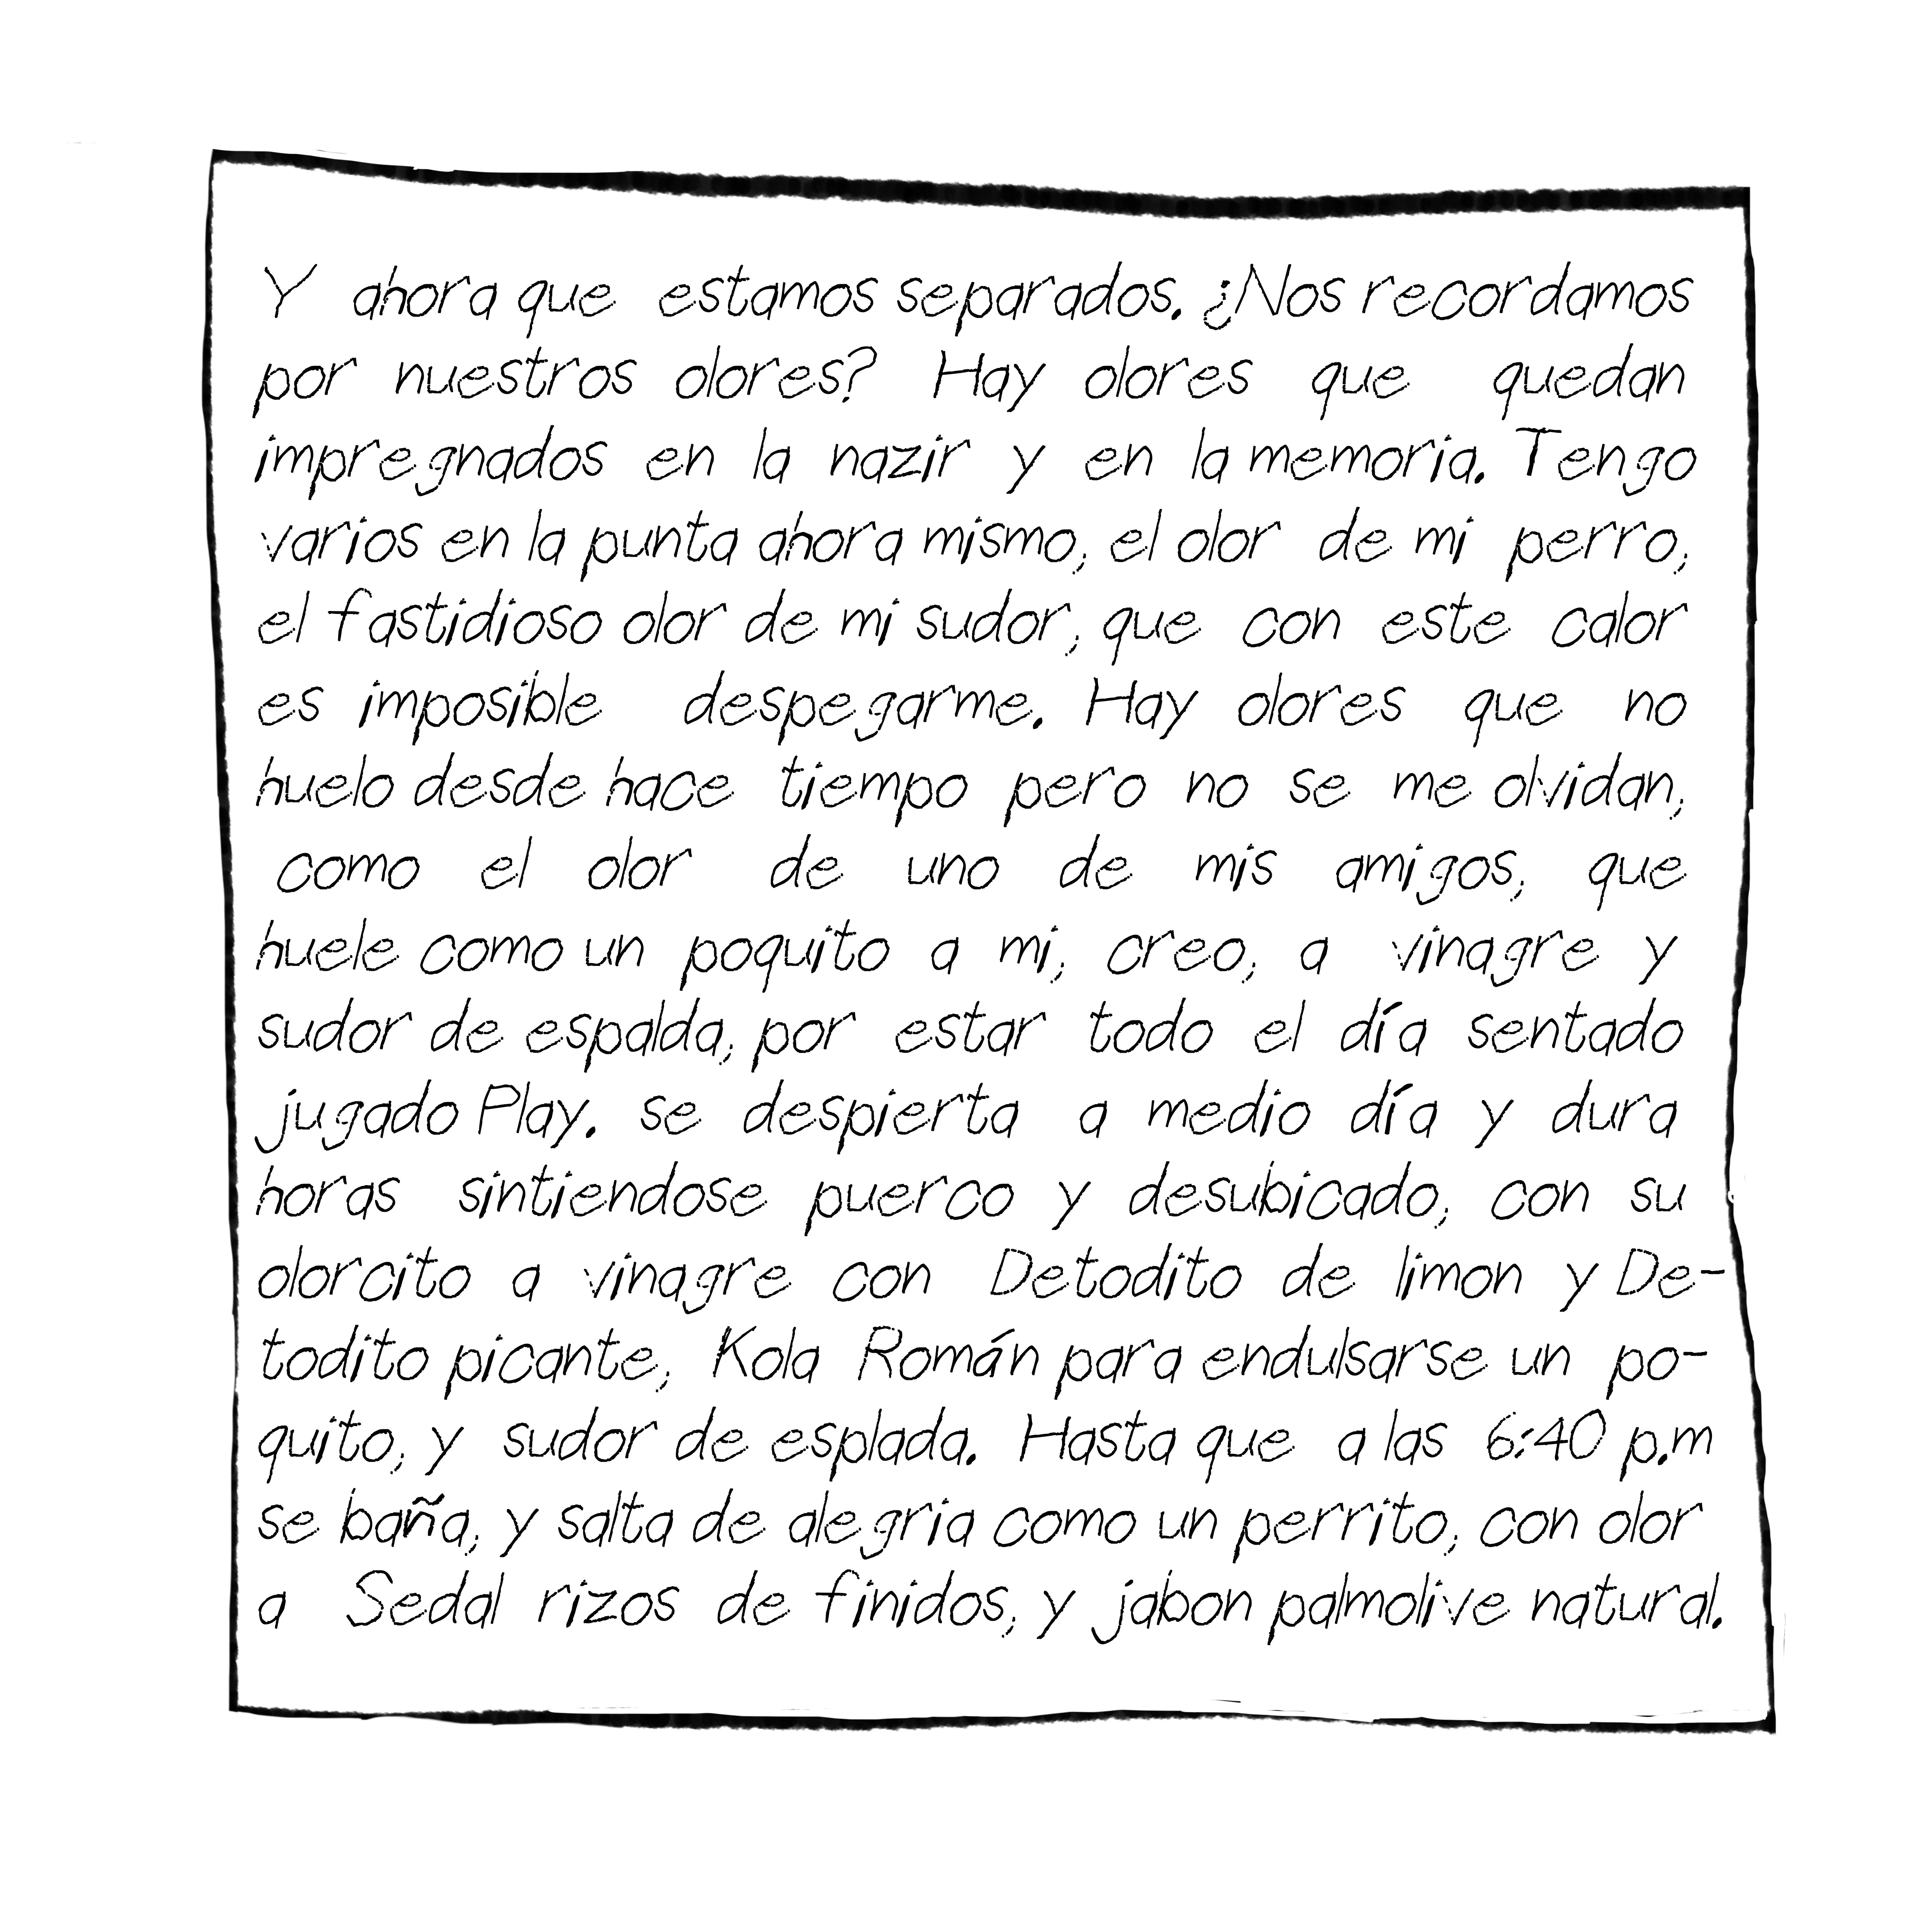 Y ahora que estamos separados. ¿Nos recordamos
por nuestros olores? Hay olores que quedan
impregnados en la nazir y en la memoria. Tengo
varios en la punta ahora mismo, el olor de mi perro,
el fastidioso olor de mi sudor, que con este calor
es imposible despegarme. Hay olores que no
huelo desde hace tiempo pero no se me olvidan,
como el olor de uno de mis amigos, que
huele como un poquito a mi, creo, a vinagre y
sudor de espalda, por estar todo el día sentado
jugado Play. se despierta a medio día y dura
horas sintiendose puerco y desubicado, con su
olorcito a vinagre con Detodito de limon y De-
todito picante, Kola Román para endulsarse un po-
quito, y sudor de esplada. Hasta que a las 6:40 p.m
se baña, y salta de alegria como un perrito, con olor
a Sedal rizos de finidos, y jabon palmolive natural.